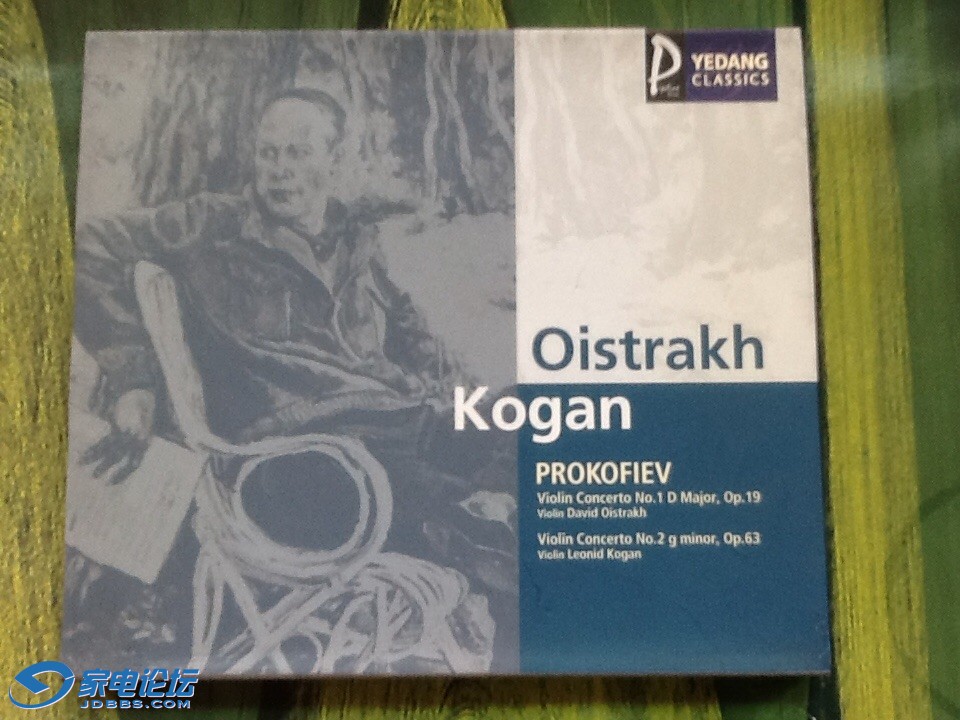 YEDANG
CLASSICS
Oistrakh
Kogan
PROKOFIEV
Violin Concerto No.1 D Major, Op.19
Violin David Oistrakh
Violin Concerto No.2 g minor, Op.63
Violin Leonid Kogan
家电论坛
JDBBS.COM